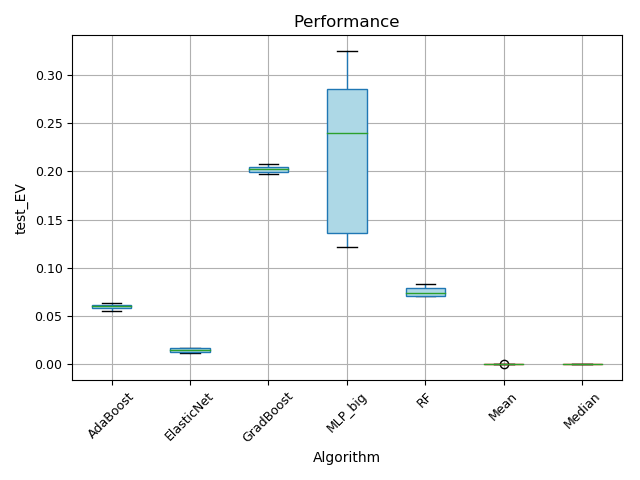 Performance
test_EV
0.30
0.25
0.20
0.15
0.10
0.05
0.00
AdaBoost
ElasticNet
GradBoost
MLP_big
RF
Mean
Median
Algorithm